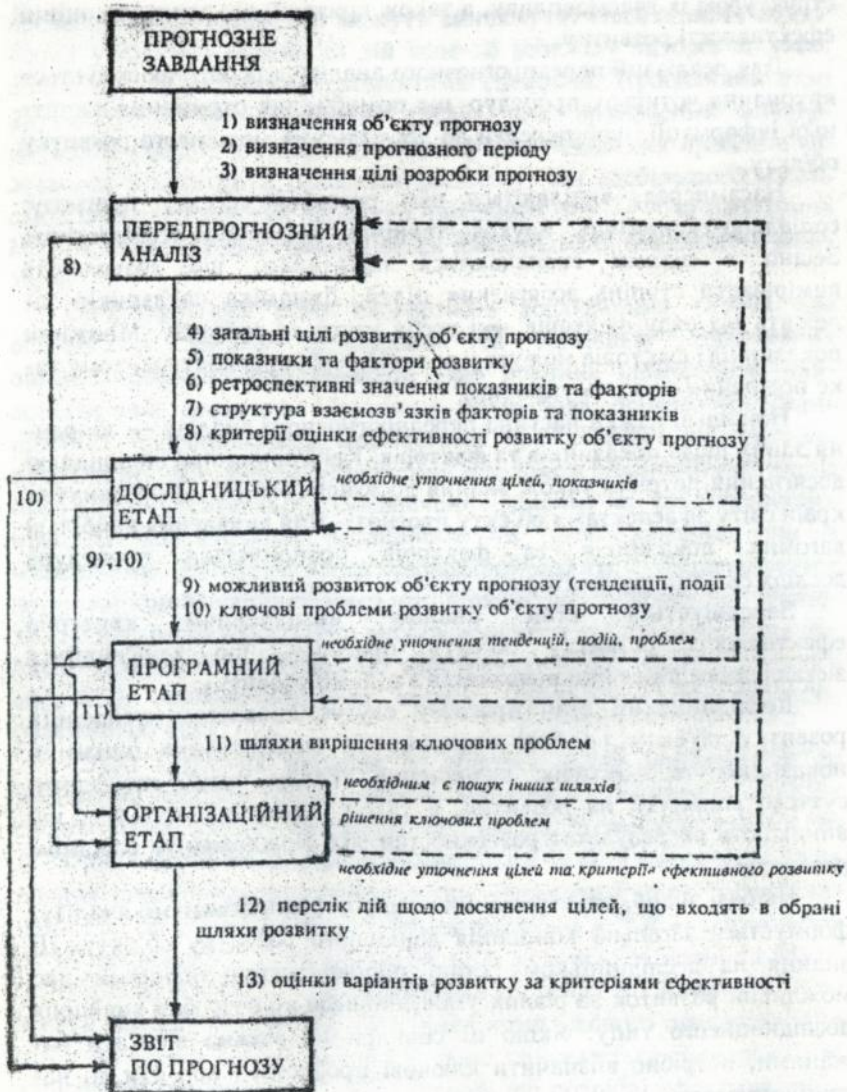 ПРОГНОЗНЕ
ЗАВДАННЯ
1) визначення об'єкту прогнозу
2) визначення прогнозного періоду
3) визначення цілі розробки прогнозу
ПЕРЕДПРОГНОЗНИЙ
АНАЛІЗ
8)
4) загальні цілі розвитку об'єкту прогнозу
5) показники та фактори розвитку
6) ретроспективні значення показників та факторів
7) структура взаємозв'язків факторів та показників
8) критерії оцінки ефективності розвитку об'єкту прогнозу
10)
ДОСЛІДНИЦЬКИЙ
ЕТАП
необхідне уточнення цілей, показників
9),10)
9) можливий розвиток об'єкту прогнозу (тенденції, події
10) ключові проблеми розвитку об'єкту прогнозу
необхідне уточнення тенденцій, подій, проблем
ПРОГРАМНИЙ
ЕТАП
11)
11) шляхи вирішення ключових проблем
необхідним є пошук інших шляхів
ОРГАНІЗАЦІЙНИЙ
ЕТАП
рішення ключових проблем
необхідне уточнення цілей та критерії ефективного розвитку
12) перелік дій щодо досягнення цілей, що входять в обрані
шляхи розвитку
13) оцінки варіантів розвитку за критеріями ефективності
ЗВІТ
ПО ПРОГНОЗУ